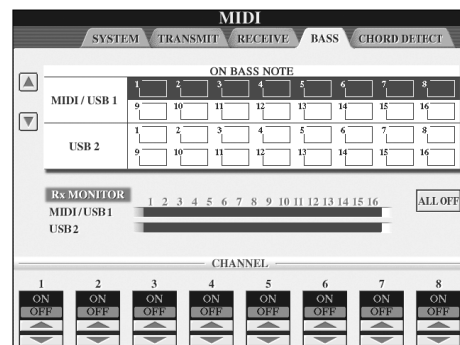 MIDI
SYSTEM TRANSMIT RECEIVE BASS CHORD DETECT
ON BASS NOTE
MIDI / USB 1
1 2 3 4 5 6 7 8
9 10 11 12 13 14 15 16
USB 2
1 2 3 4 5 6 7 8
9 10 11 12 13 14 15 16
Rx MONITOR
1 2 3 4 5 6 7 8 9 10 11 12 13 14 15 16
ALL OFF
MIDI / USB 1
USB 2
CHANNEL
1 2 3 4 5 6 7 8
ON ON ON ON ON ON ON ON
OFF OFF OFF OFF OFF OFF OFF OFF